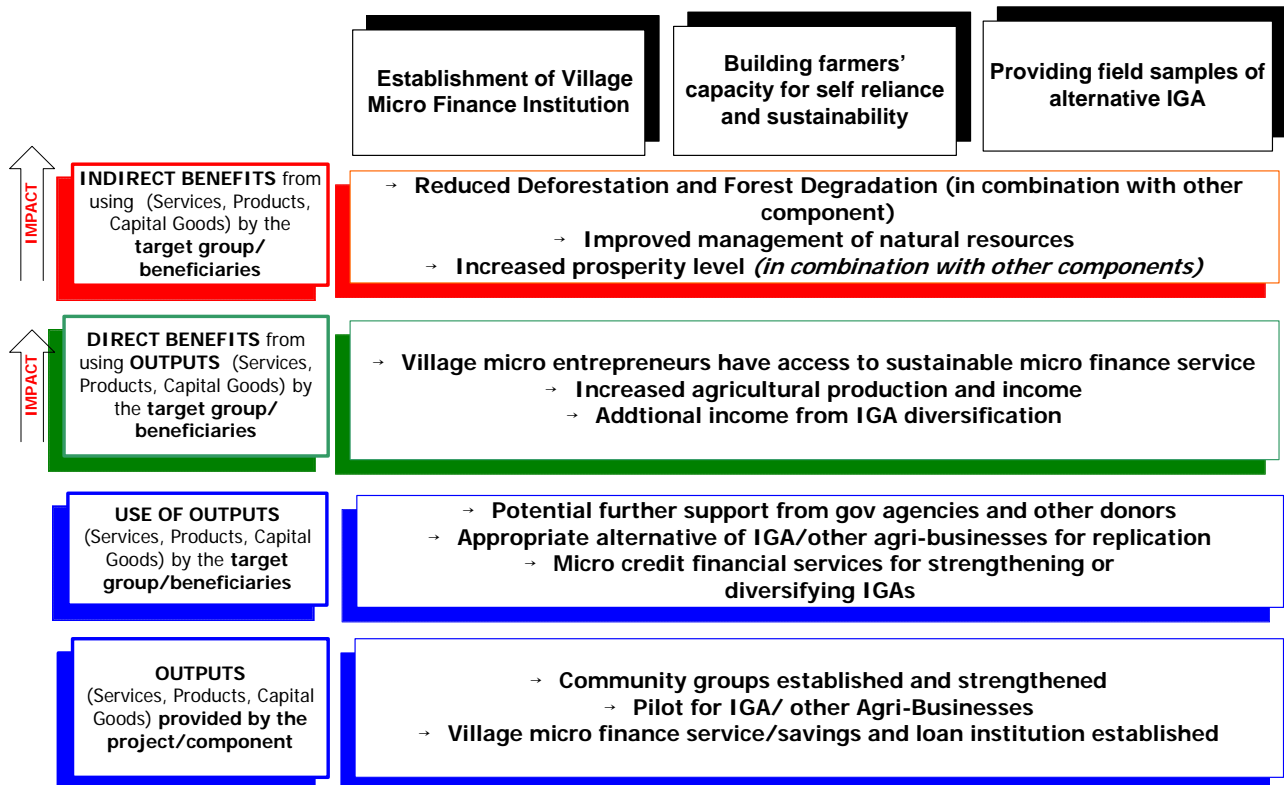 Establishment of Village
Micro Finance Institution
Building farmers'
capacity for self reliance
and sustainability
Providing field samples of
alternative IGA
IMPACT
INDIRECT BENEFITS from
using (Services, Products,
Capital Goods) by the
target group/
beneficiaries
→ Reduced Deforestation and Forest Degradation (in combination with other
component)
→ Improved management of natural resources
→ Increased prosperity level (in combination with other components)
IMPACT
DIRECT BENEFITS from
using OUTPUTS (Services,
Products, Capital Goods) by
the target group/
beneficiaries
→ Village micro entrepreneurs have access to sustainable micro finance service
→ Increased agricultural production and income
→ Addtional income from IGA diversification
USE OF OUTPUTS
(Services, Products, Capital
Goods) by the target
group/beneficiaries
→ Potential further support from gov agencies and other donors
→ Appropriate alternative of IGA/other agri-businesses for replication
→ Micro credit financial services for strengthening or
diversifying IGAs
OUTPUTS
(Services, Products, Capital
Goods) provided by the
project/component
→ Community groups established and strengthened
→ Pilot for IGA/ other Agri-Businesses
→ Village micro finance service/savings and loan institution established